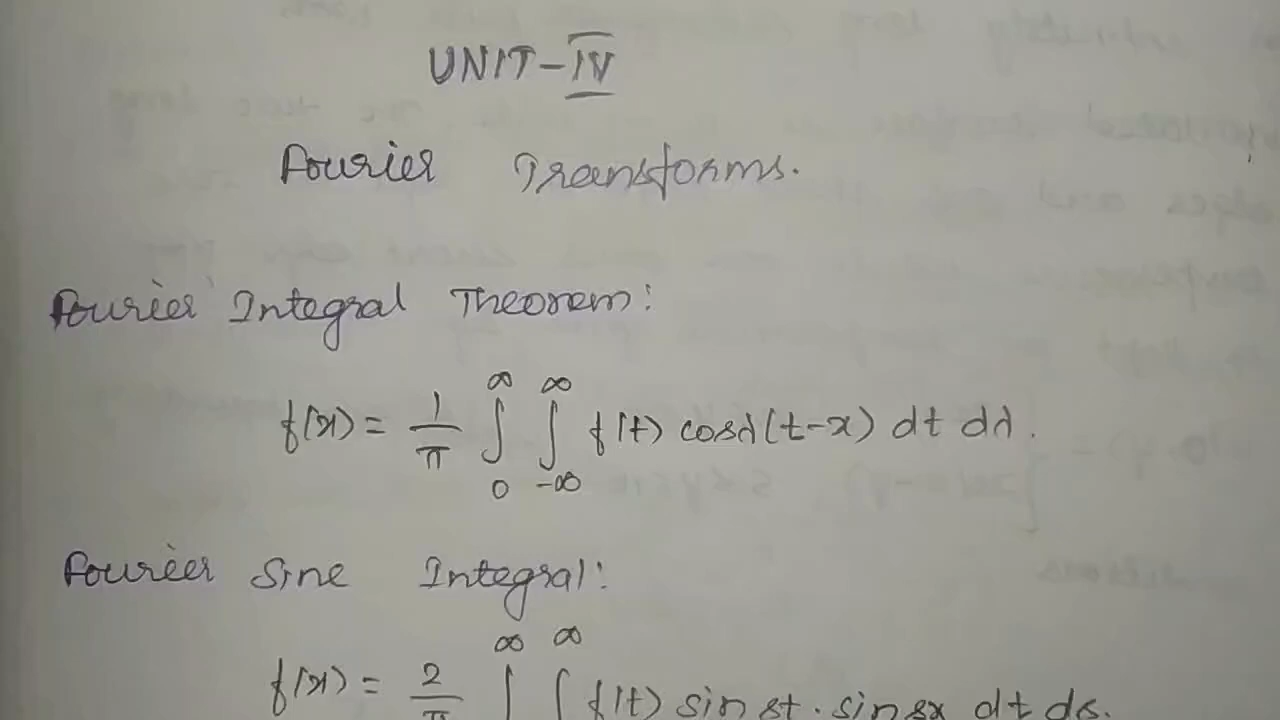 UNIT-IV
Fourier Transforms.
Fourier Integral Theorem:
f(x) = 1/π ∫₀^∞ ∫₋∞^∞ f(t) cosλ(t-x) dt dλ.
Fourier Sine Integral:
f(x) = 2/π ∫^∞ ∫^∞ f(t) sin st . sin sx dt ds.